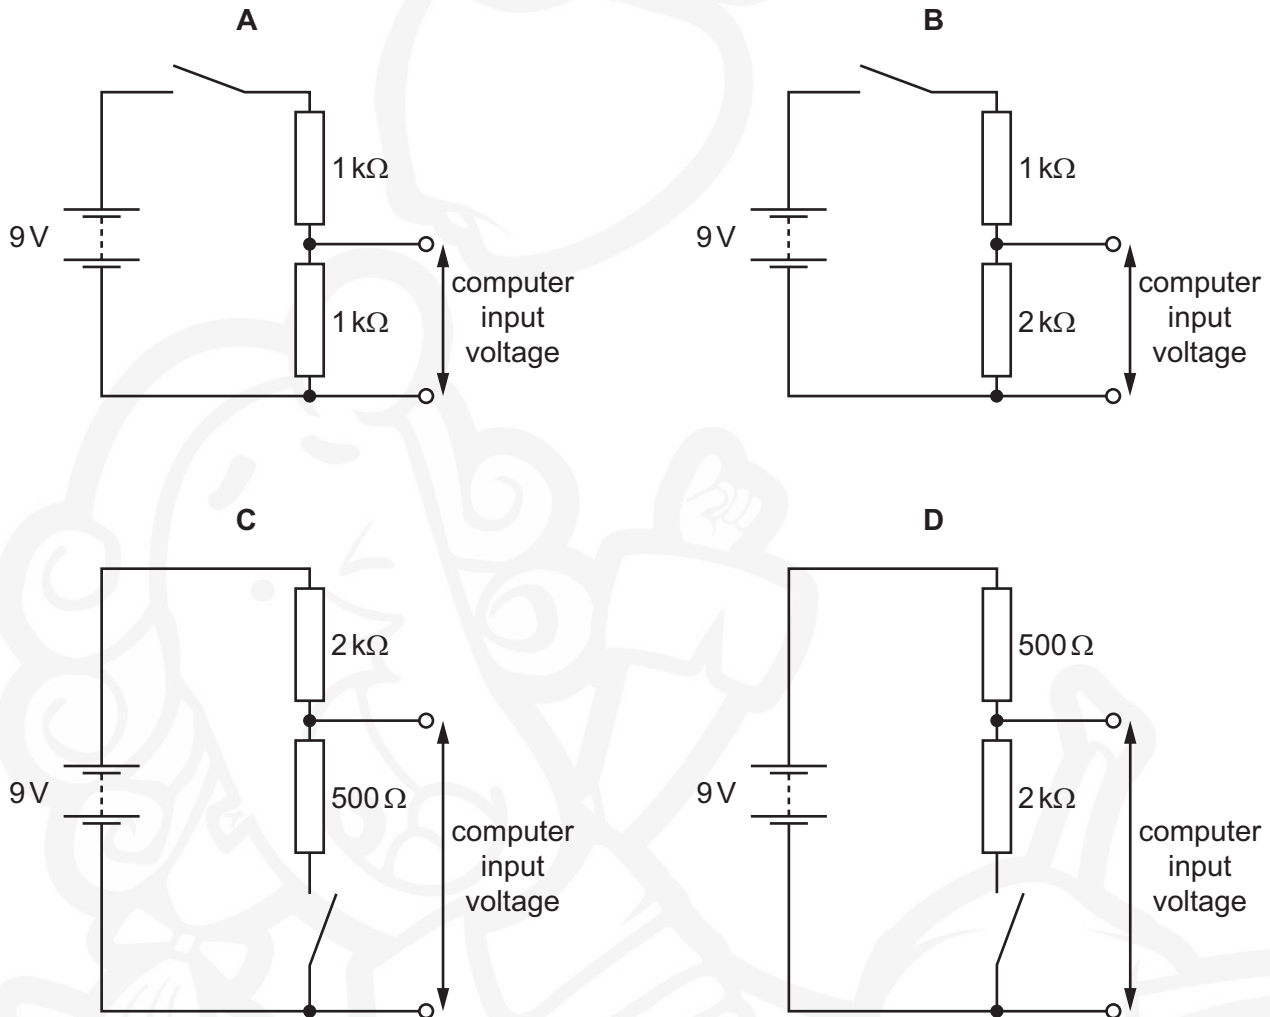 A
B
1 kΩ
1 kΩ
9 V
9 V
computer
input
voltage
computer
input
voltage
1 kΩ
2 kΩ
C
D
2 kΩ
500 Ω
9 V
500 Ω
9 V
2 kΩ
computer
input
voltage
computer
input
voltage